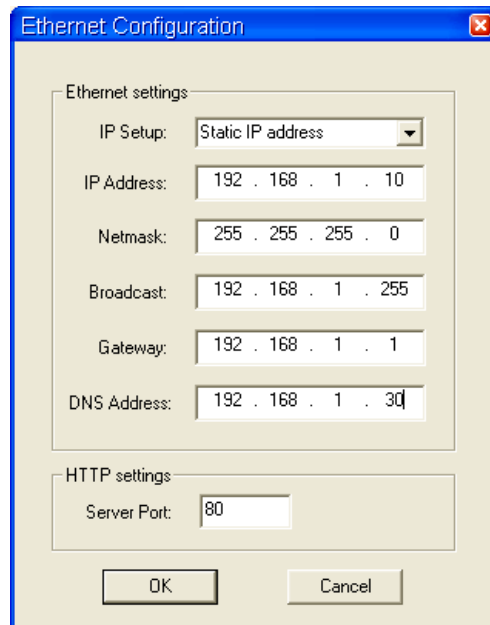 Ethernet Configuration
Ethernet settings
IP Setup: Static IP address
IP Address: 192 . 168 . 1 . 10
Netmask: 255 . 255 . 255 . 0
Broadcast: 192 . 168 . 1 . 255
Gateway: 192 . 168 . 1 . 1
DNS Address: 192 . 168 . 1 . 30
HTTP settings
Server Port: 80
OK Cancel